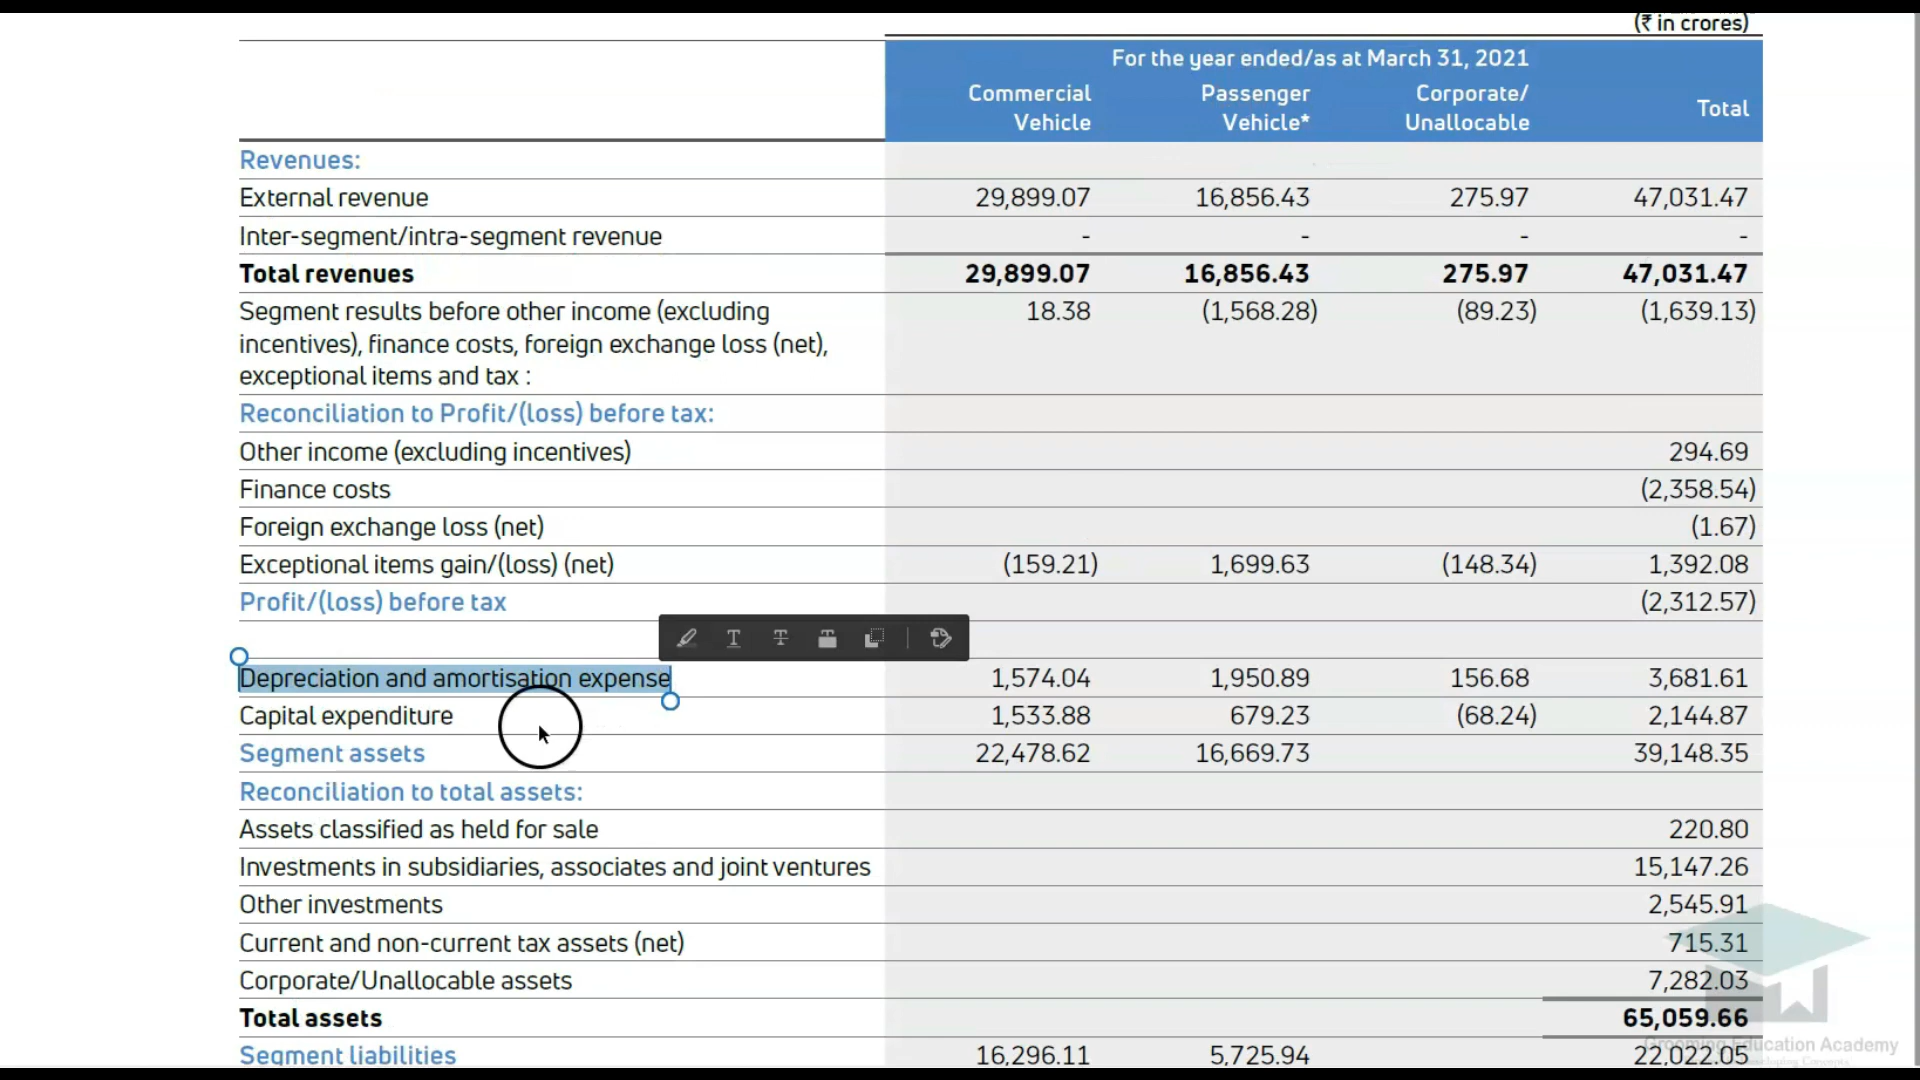 (₹ in crores)
For the year ended/as at March 31, 2021
Commercial Vehicle Passenger Vehicle* Corporate/ Unallocable Total
Revenues:
External revenue 29,899.07 16,856.43 275.97 47,031.47
Inter-segment/intra-segment revenue - - - -
Total revenues 29,899.07 16,856.43 275.97 47,031.47
Segment results before other income (excluding 18.38 (1,568.28) (89.23) (1,639.13)
incentives), finance costs, foreign exchange loss (net),
exceptional items and tax :
Reconciliation to Profit/(loss) before tax:
Other income (excluding incentives) 294.69
Finance costs (2,358.54)
Foreign exchange loss (net) (1.67)
Exceptional items gain/(loss) (net) (159.21) 1,699.63 (148.34) 1,392.08
Profit/(loss) before tax (2,312.57)
Depreciation and amortisation expense 1,574.04 1,950.89 156.68 3,681.61
Capital expenditure 1,533.88 679.23 (68.24) 2,144.87
Segment assets 22,478.62 16,669.73 39,148.35
Reconciliation to total assets:
Assets classified as held for sale 220.80
Investments in subsidiaries, associates and joint ventures 15,147.26
Other investments 2,545.91
Current and non-current tax assets (net) 715.31
Corporate/Unallocable assets 7,282.03
Total assets 65,059.66
Segment liabilities 16,296.11 5,725.94 22,022.05
Grooming Education Academy